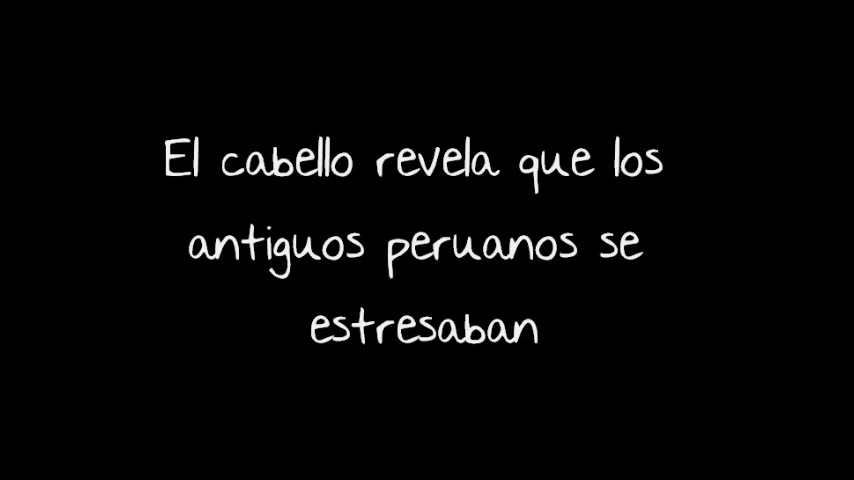 El cabello revela que los
antiguos peruanos se
estresaban